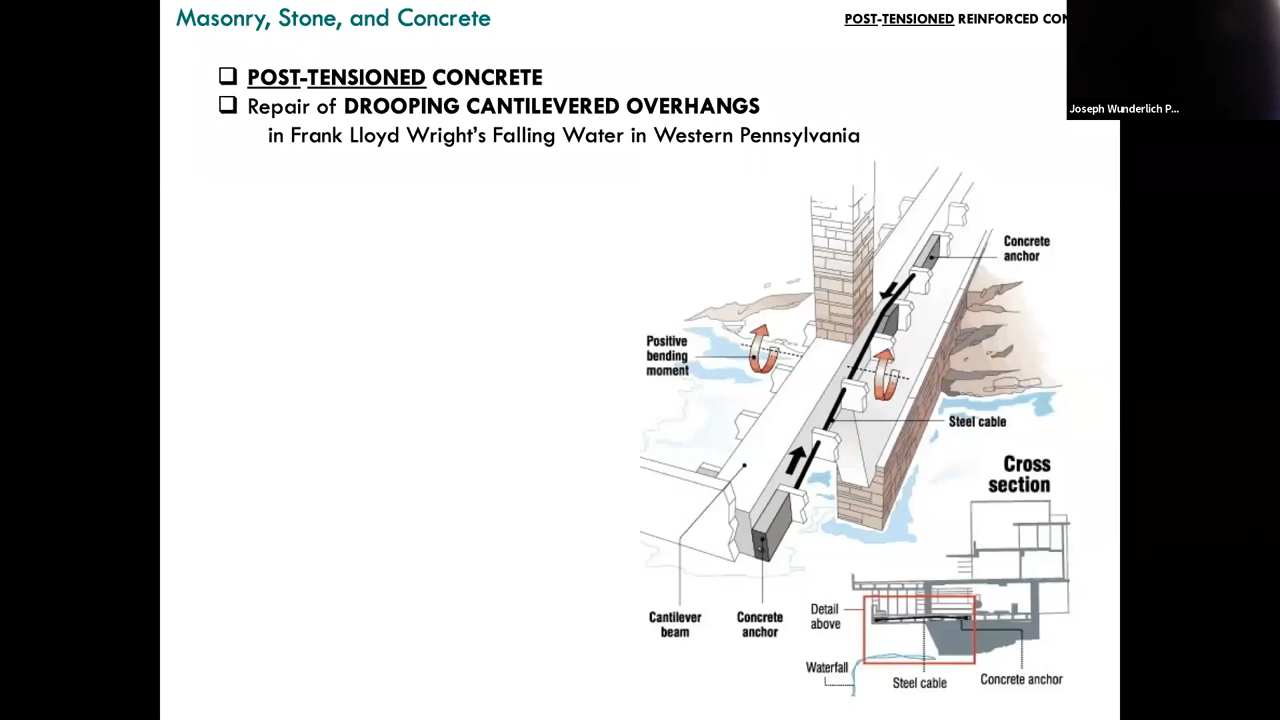 Masonry, Stone, and Concrete
POST-TENSIONED REINFORCED CON
Joseph Wunderlich P...
❑ POST-TENSIONED CONCRETE
❑ Repair of DROOPING CANTILEVERED OVERHANGS
in Frank Lloyd Wright's Falling Water in Western Pennsylvania
Concrete
anchor
Positive
bending
moment
Steel cable
Cross
section
Cantilever
beam
Concrete
anchor
Detail
above
Waterfall
Steel cable
Concrete anchor